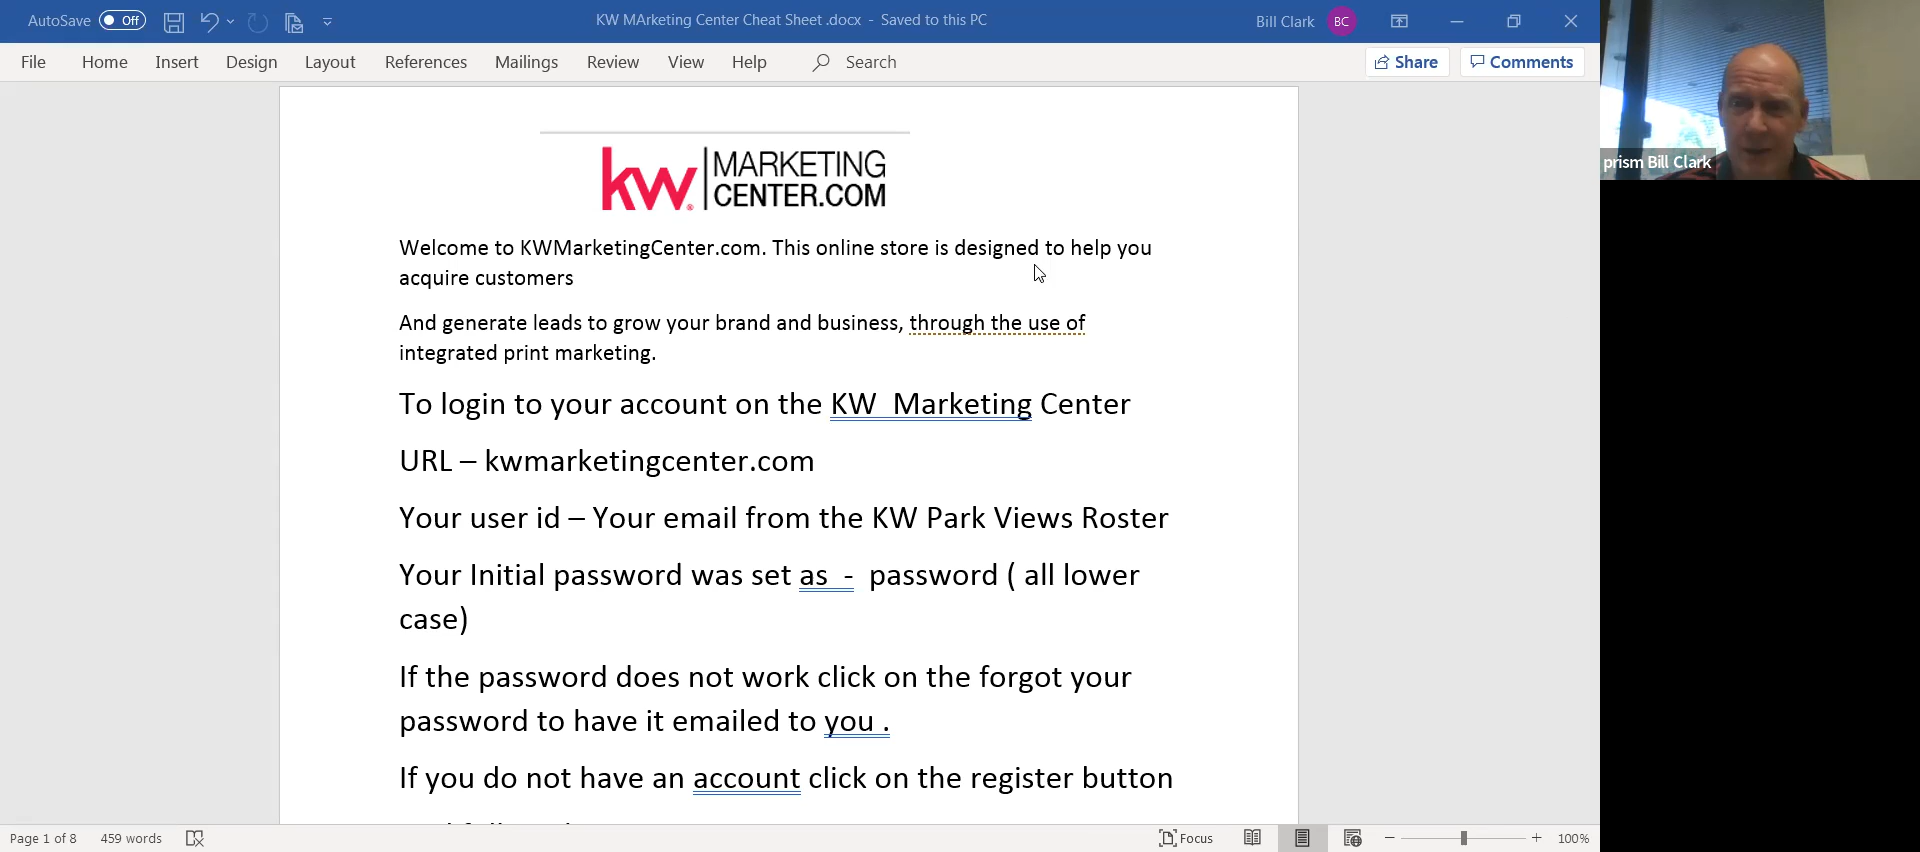 AutoSave Off
KW MArketing Center Cheat Sheet .docx - Saved to this PC
Bill Clark BC
File Home Insert Design Layout References Mailings Review View Help Search Share Comments
prism Bill Clark
kw. MARKETING
CENTER.COM
Welcome to KWMarketingCenter.com. This online store is designed to help you
acquire customers
And generate leads to grow your brand and business, through the use of
integrated print marketing.
To login to your account on the KW  Marketing Center
URL – kwmarketingcenter.com
Your user id – Your email from the KW Park Views Roster
Your Initial password was set as  -  password ( all lower
case)
If the password does not work click on the forgot your
password to have it emailed to you .
If you do not have an account click on the register button
Page 1 of 8 459 words Focus 100%